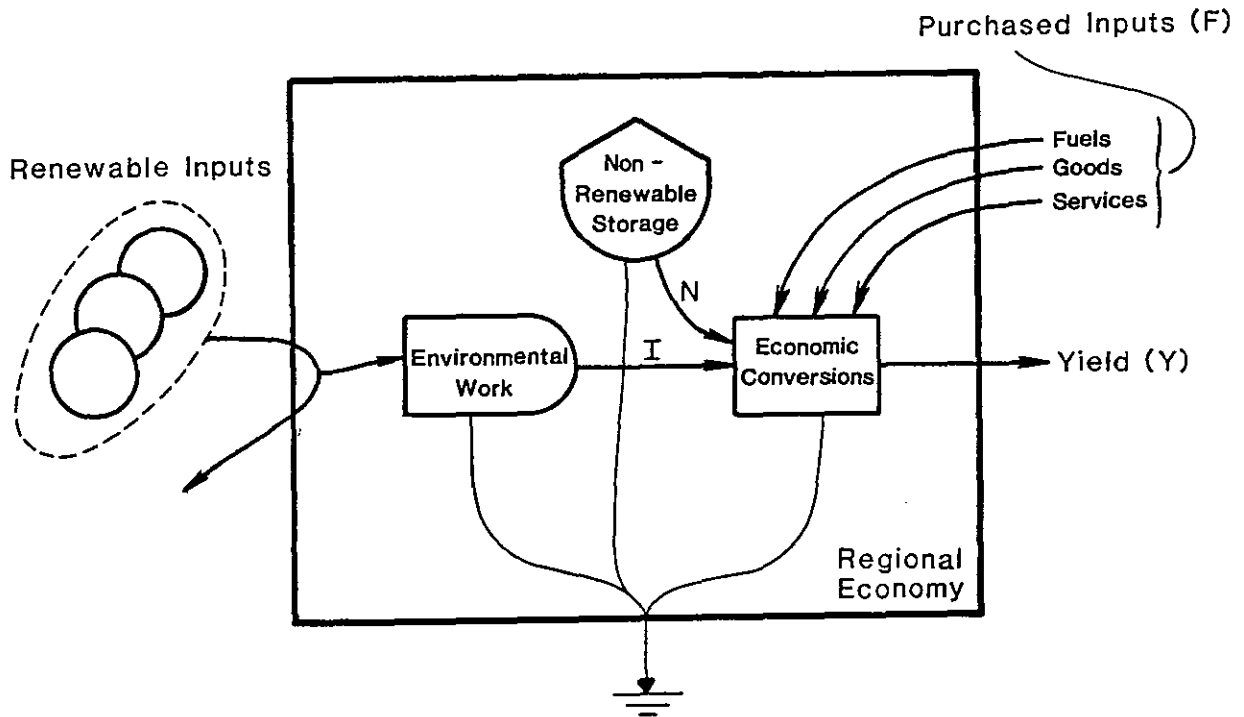 Purchased Inputs (F)
Renewable Inputs
Fuels
Goods
Services
Non -
Renewable
Storage
N
Environmental
Work
I
Economic
Conversions
Yield (Y)
Regional
Economy